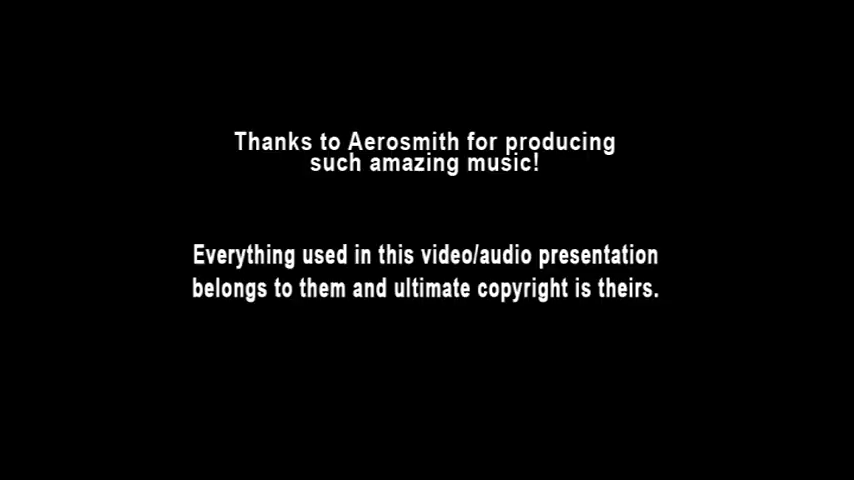 Thanks to Aerosmith for producing
such amazing music!
Everything used in this video/audio presentation
belongs to them and ultimate copyright is theirs.